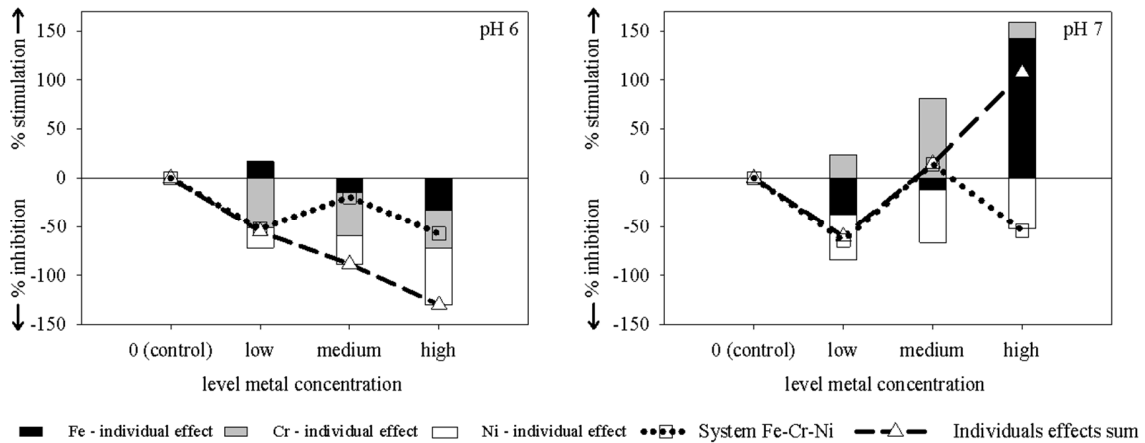 pH 6
% stimulation
% inhibition
150
100
50
0
-50
-100
-150
0 (control) low medium high
level metal concentration
pH 7
% stimulation
% inhibition
150
100
50
0
-50
-100
-150
0 (control) low medium high
level metal concentration
Fe - individual effect Cr - individual effect Ni - individual effect System Fe-Cr-Ni Individuals effects sum